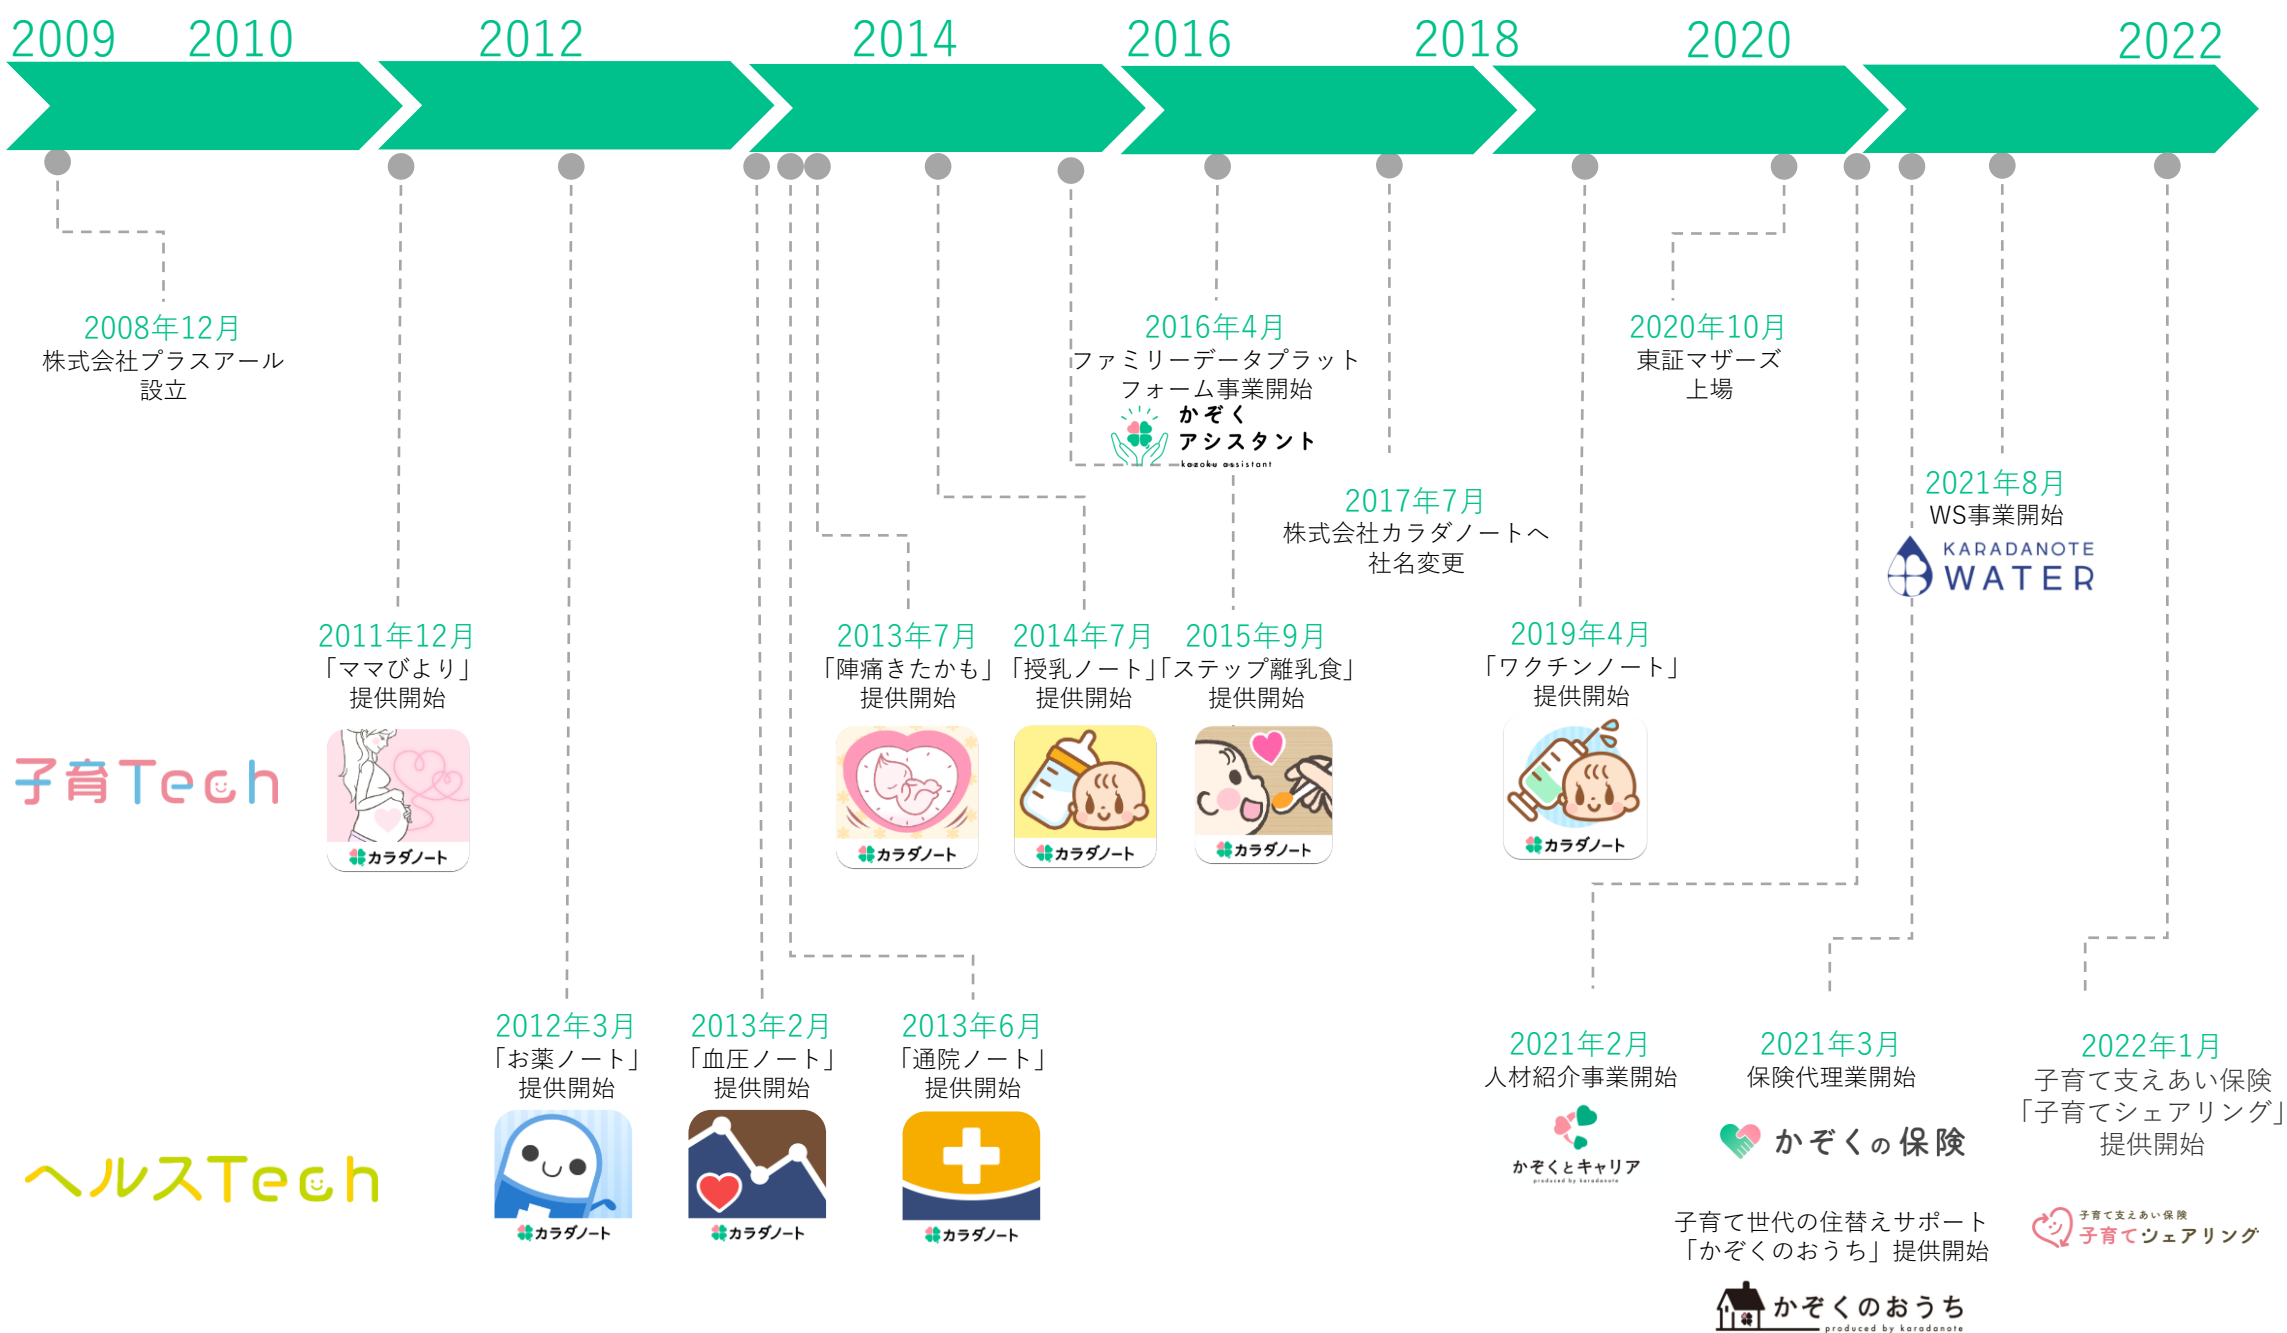 2009 2010 2012 2014 2016 2018 2020 2022
2008年12月
株式会社プラスアール
設立
2016年4月
ファミリーデータプラット
フォーム事業開始
かぞく
アシスタント
kazoku assistant
2020年10月
東証マザーズ
上場
2017年7月
株式会社カラダノートへ
社名変更
2021年8月
WS事業開始
KARADANOTE
WATER
子育Tech
2011年12月
「ママびより」
提供開始
カラダノート
2013年7月
「陣痛きたかも」
提供開始
カラダノート
2014年7月
「授乳ノート」
提供開始
カラダノート
2015年9月
「ステップ離乳食」
提供開始
カラダノート
2019年4月
「ワクチンノート」
提供開始
カラダノート
ヘルスTech
2012年3月
「お薬ノート」
提供開始
カラダノート
2013年2月
「血圧ノート」
提供開始
カラダノート
2013年6月
「通院ノート」
提供開始
カラダノート
2021年2月
人材紹介事業開始
かぞくとキャリア
produced by karadanote
2021年3月
保険代理業開始
かぞくの保険
子育て世代の住替えサポート
「かぞくのおうち」提供開始
かぞくのおうち
produced by karadanote
2022年1月
子育て支えあい保険
「子育てシェアリング」
提供開始
子育て支えあい保険
子育てシェアリング